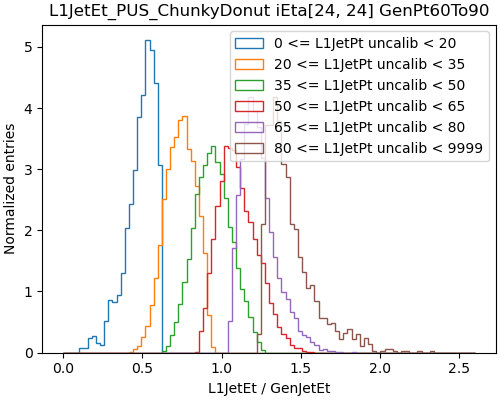 L1JetEt_PUS_ChunkyDonut iEta[24, 24] GenPt60To90
0 <= L1JetPt uncalib < 20
20 <= L1JetPt uncalib < 35
35 <= L1JetPt uncalib < 50
50 <= L1JetPt uncalib < 65
65 <= L1JetPt uncalib < 80
80 <= L1JetPt uncalib < 9999
Normalized entries
5
4
3
2
1
0
0.0 0.5 1.0 1.5 2.0 2.5
L1JetEt / GenJetEt